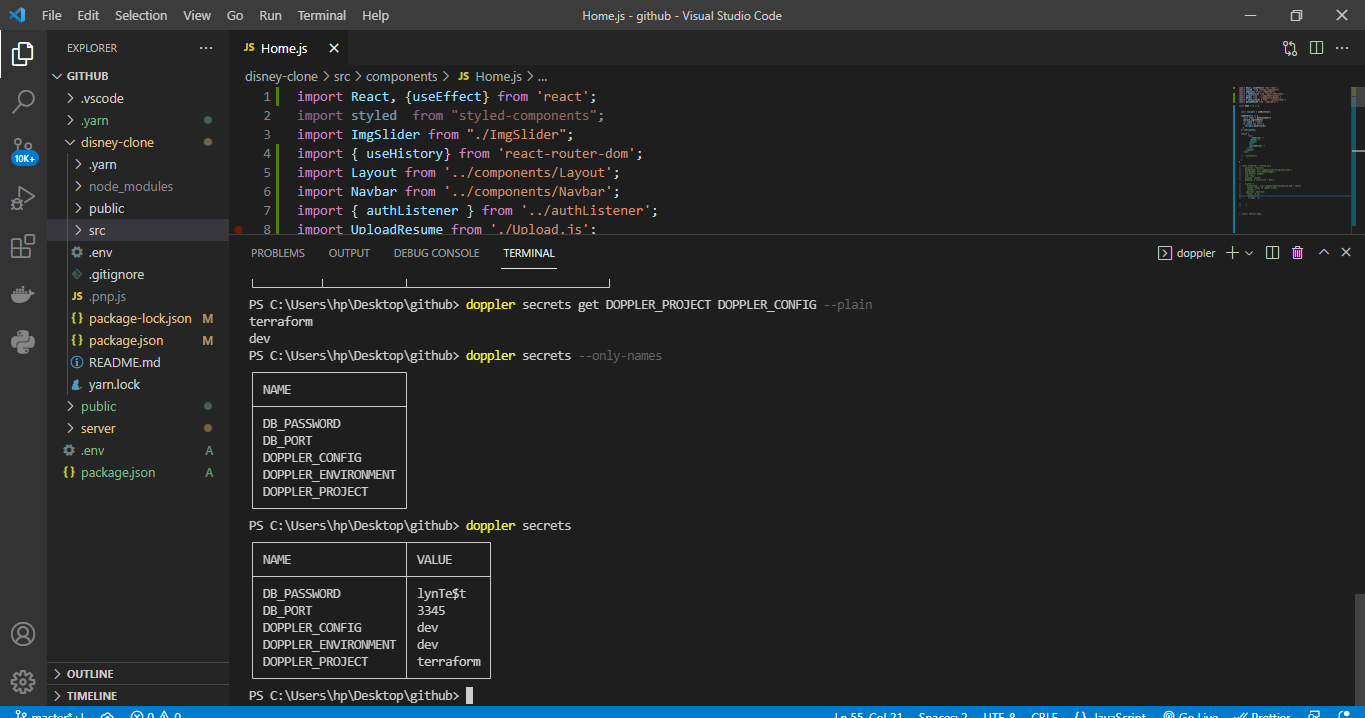 File Edit Selection View Go Run Terminal Help
Home.js - github - Visual Studio Code
EXPLORER
GITHUB
.vscode
.yarn
disney-clone
.yarn
node_modules
public
src
.env
.gitignore
JS .pnp.js
{} package-lock.json M
{} package.json M
README.md
yarn.lock
public
server
.env A
{} package.json A
OUTLINE
TIMELINE
10K+
JS Home.js
disney-clone > src > components > JS Home.js > ...
1 import React, {useEffect} from 'react';
2 import styled from "styled-components";
3 import ImgSlider from "./ImgSlider";
4 import { useHistory} from 'react-router-dom';
5 import Layout from '../components/Layout';
6 import Navbar from '../components/Navbar';
7 import { authListener } from '../authListener';
8 import UploadResume from './Upload.js';
PROBLEMS OUTPUT DEBUG CONSOLE TERMINAL
doppler
PS C:\Users\hp\Desktop\github> doppler secrets get DOPPLER_PROJECT DOPPLER_CONFIG --plain
terraform
dev
PS C:\Users\hp\Desktop\github> doppler secrets --only-names
NAME
DB_PASSWORD
DB_PORT
DOPPLER_CONFIG
DOPPLER_ENVIRONMENT
DOPPLER_PROJECT
PS C:\Users\hp\Desktop\github> doppler secrets
NAME VALUE
DB_PASSWORD lynTe$t
DB_PORT 3345
DOPPLER_CONFIG dev
DOPPLER_ENVIRONMENT dev
DOPPLER_PROJECT terraform
PS C:\Users\hp\Desktop\github>
master* 0 0 Ln 55, Col 21 Spaces: 2 UTF-8 CRLF {} JavaScript Go Live Prettier